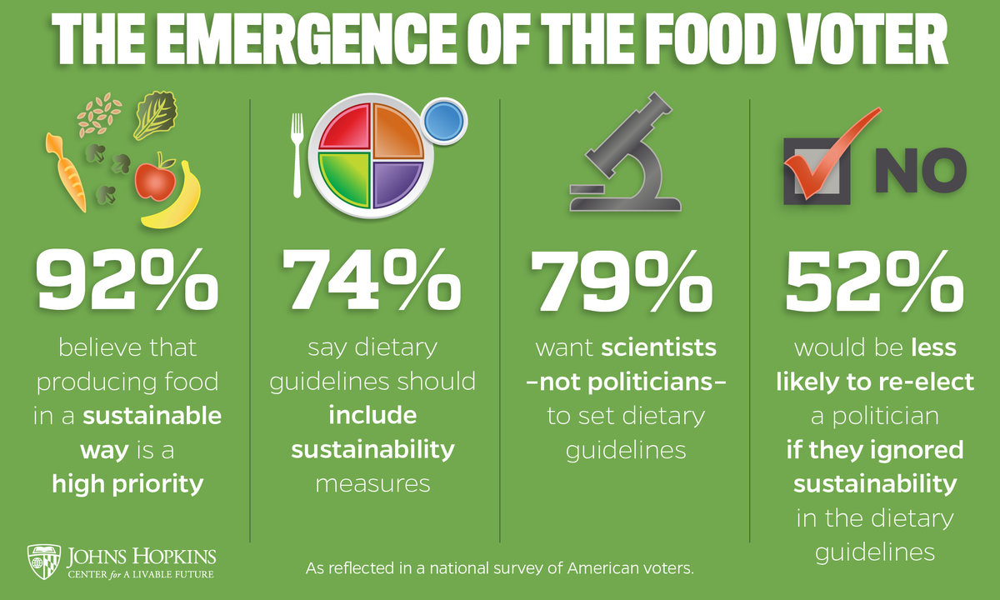 THE EMERGENCE OF THE FOOD VOTER
NO
92%
believe that
producing food
in a sustainable
way is a
high priority
74%
say dietary
guidelines should
include
sustainability
measures
79%
want scientists
–not politicians–
to set dietary
guidelines
52%
would be less
likely to re-elect
a politician
if they ignored
sustainability
in the dietary
guidelines
JOHNS HOPKINS
CENTER for A LIVABLE FUTURE
As reflected in a national survey of American voters.